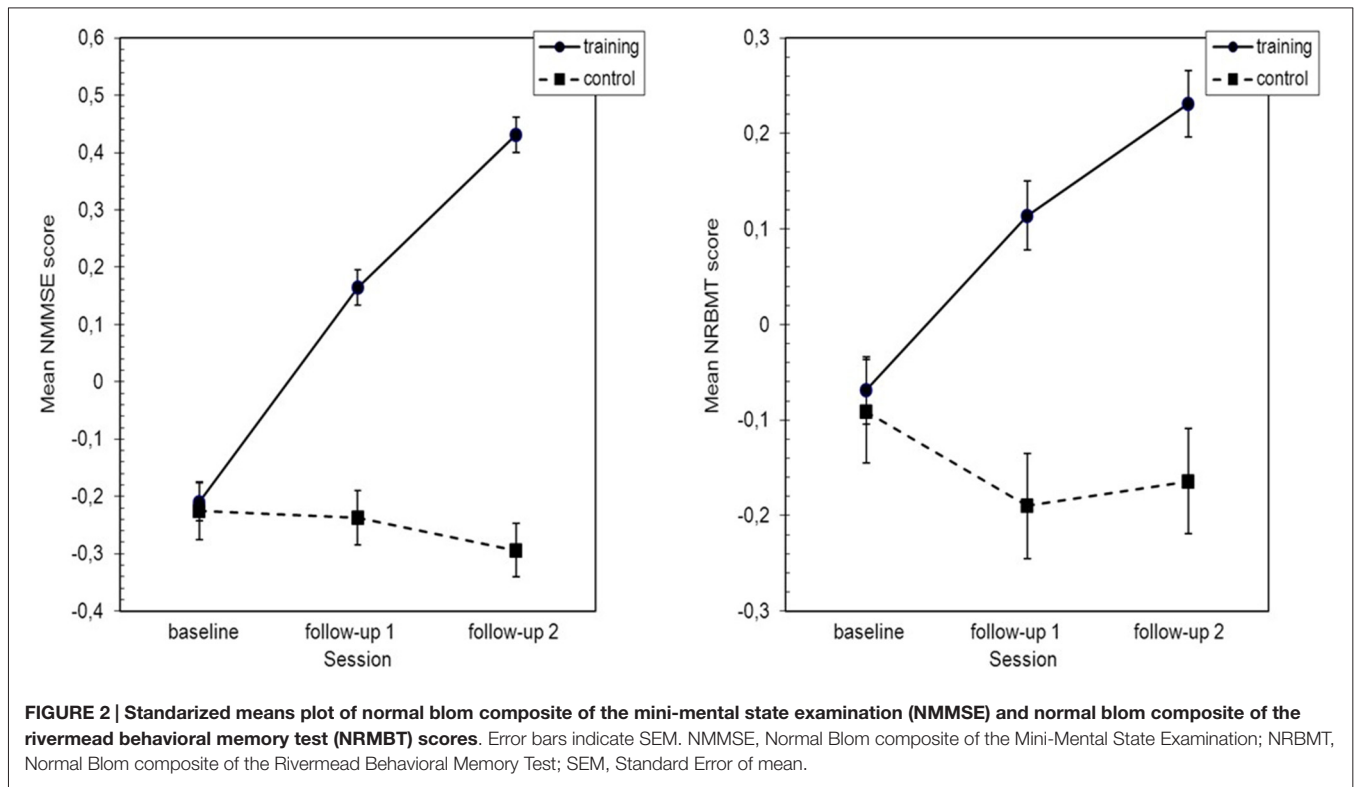 training
control
0,6
0,5
0,4
0,3
0,2
0,1
0
-0,1
-0,2
-0,3
-0,4
Mean NMMSE score
baseline follow-up 1 follow-up 2
Session
training
control
0,3
0,2
0,1
0
-0,1
-0,2
-0,3
Mean NRBMT score
baseline follow-up 1 follow-up 2
Session
FIGURE 2 | Standarized means plot of normal blom composite of the mini-mental state examination (NMMSE) and normal blom composite of the
rivermead behavioral memory test (NRMBT) scores. Error bars indicate SEM. NMMSE, Normal Blom composite of the Mini-Mental State Examination; NRBMT,
Normal Blom composite of the Rivermead Behavioral Memory Test; SEM, Standard Error of mean.